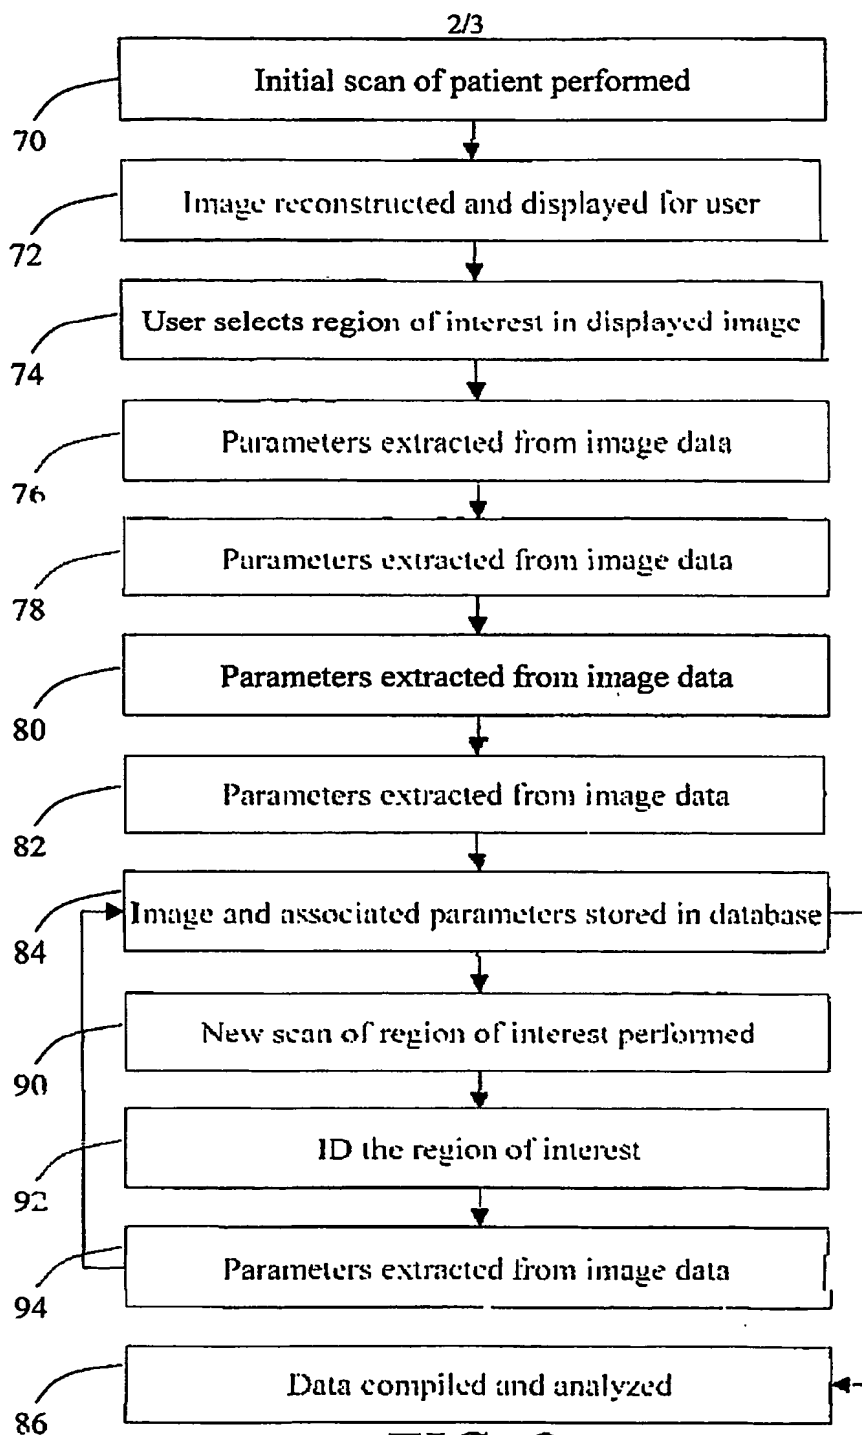 2/3
Initial scan of patient performed
70
Image reconstructed and displayed for user
72
User selects region of interest in displayed image
74
Parameters extracted from image data
76
Parameters extracted from image data
78
Parameters extracted from image data
80
Parameters extracted from image data
82
Image and associated parameters stored in database
84
New scan of region of interest performed
90
ID the region of interest
92
Parameters extracted from image data
94
Data compiled and analyzed
86